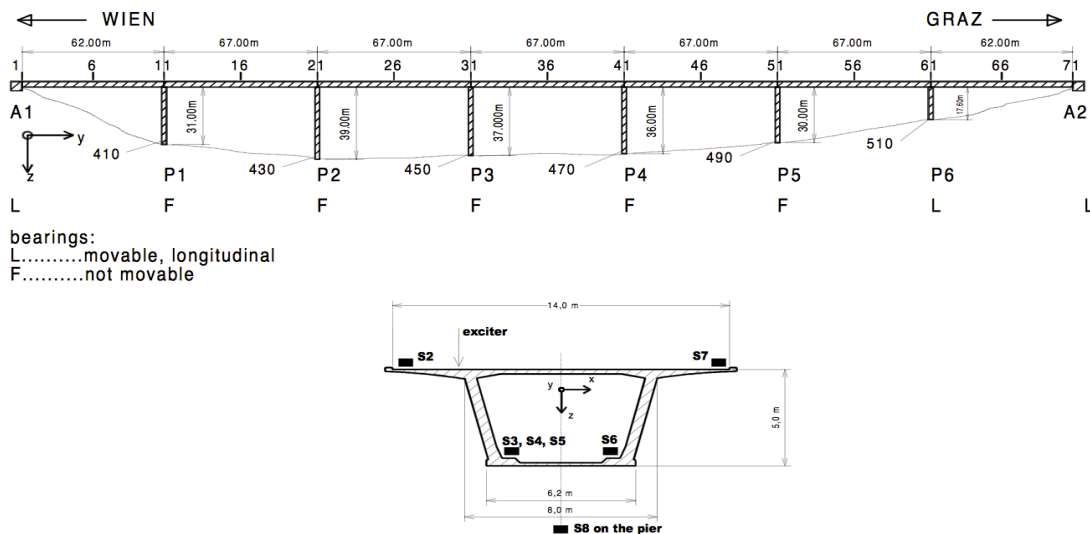 WIEN GRAZ
62.00m 67.00m 67.00m 67.00m 67.00m 67.00m 62.00m
1 6 11 16 21 26 31 36 41 46 51 56 61 66 71
A1 A2
31.00m 39.00m 37.000m 36.00m 30.00m 17.60m
y
z
410 430 450 470 490 510
P1 P2 P3 P4 P5 P6
L F F F F F L L
bearings:
L..........movable, longitudinal
F..........not movable
14,0 m
exciter
S2 S7
y x
z
5,0 m
S3, S4, S5 S6
6,2 m
8,0 m
S8 on the pier